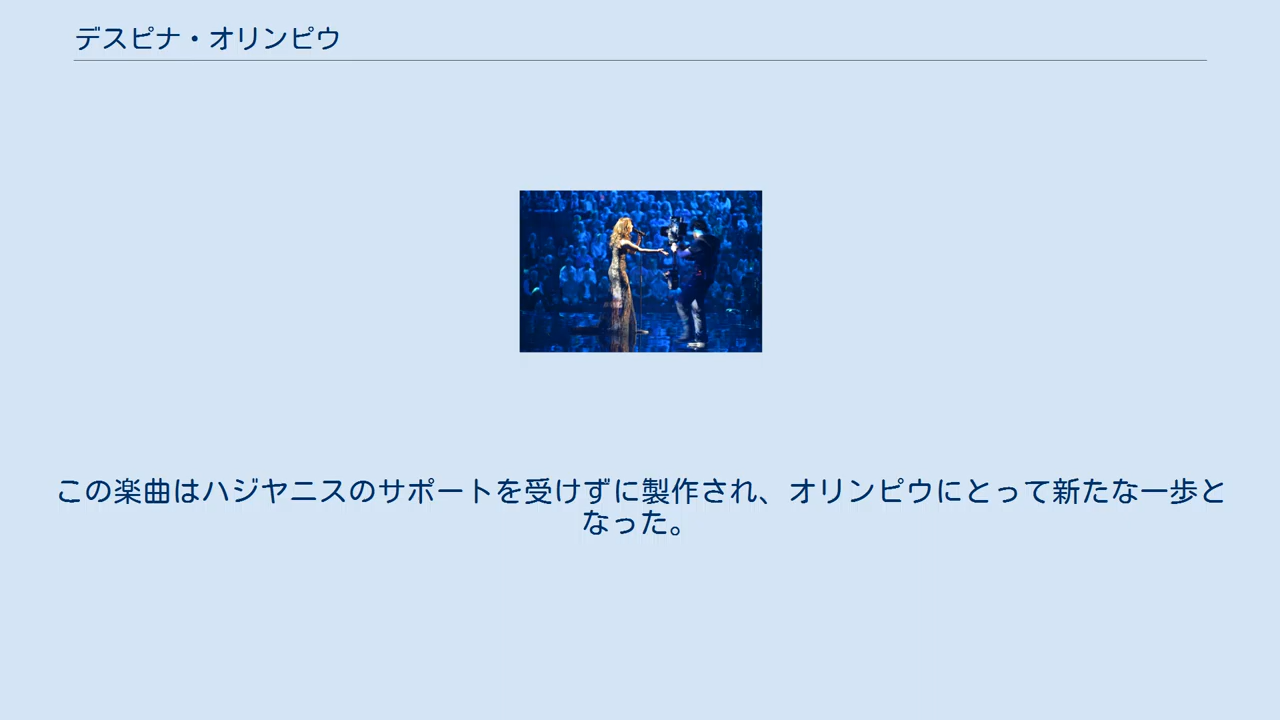 デスピナ・オリンピウ
この楽曲はハジヤニスのサポートを受けずに製作され、オリンピウにとって新たな一歩と
なった。